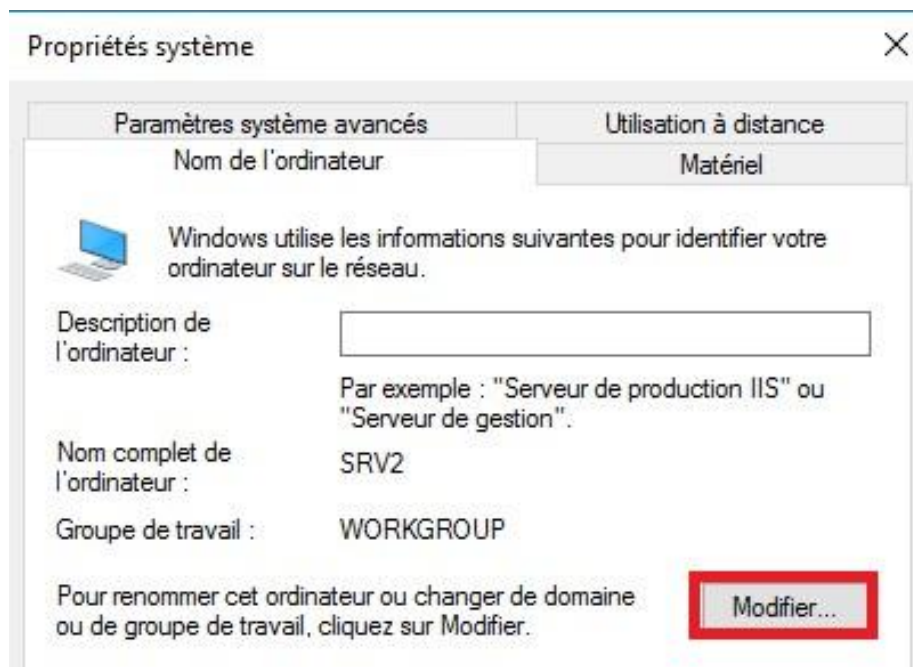 Propriétés système
Paramètres système avancés
Utilisation à distance
Nom de l'ordinateur
Matériel
Windows utilise les informations suivantes pour identifier votre
ordinateur sur le réseau.
Description de
l'ordinateur :
Par exemple : "Serveur de production IIS" ou
"Serveur de gestion".
Nom complet de
l'ordinateur :
SRV2
Groupe de travail :
WORKGROUP
Pour renommer cet ordinateur ou changer de domaine
ou de groupe de travail, cliquez sur Modifier.
Modifier...